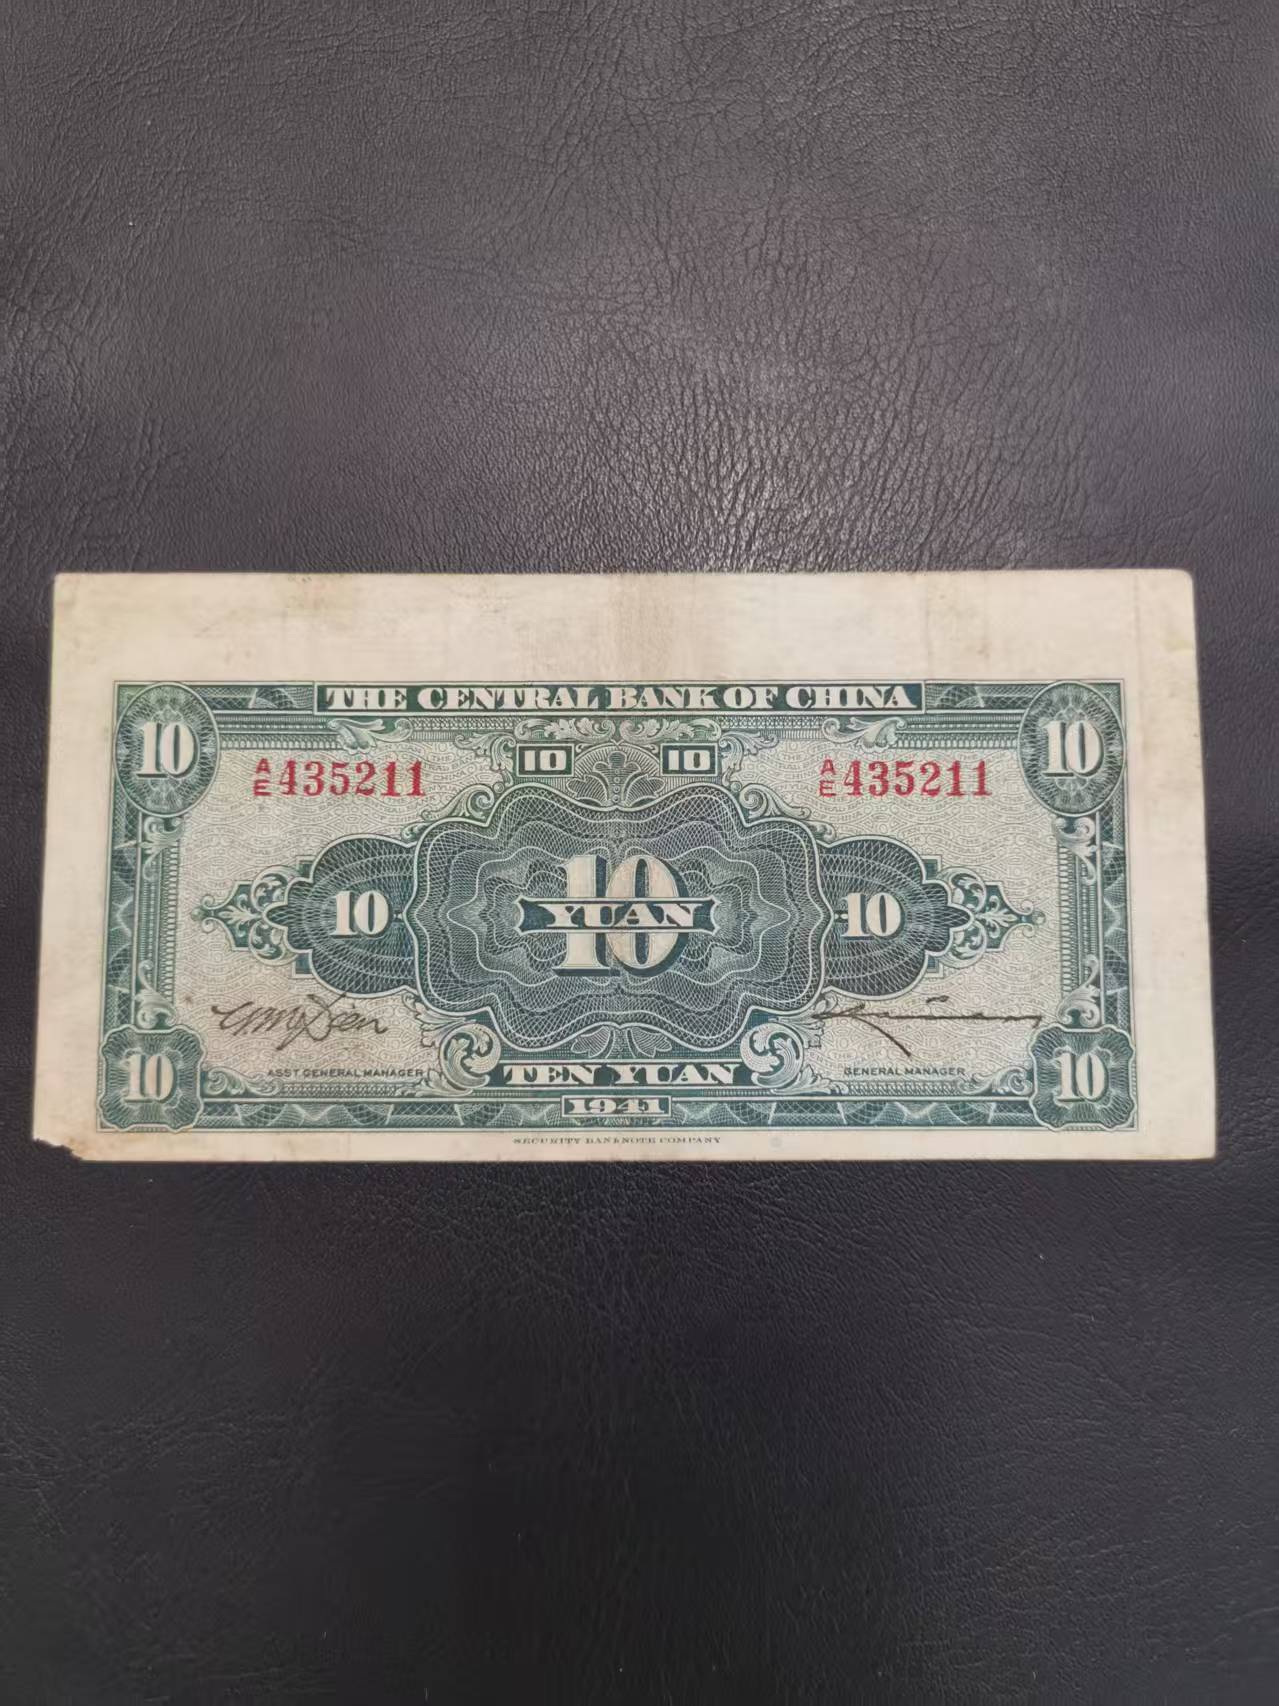 THE CENTRAL BANK OF CHINA
10 10
10 10
A/E 435211 A/E 435211
10 10 10
YUAN
ASST. GENERAL MANAGER GENERAL MANAGER
10 TEN YUAN 10
1941
SECURITY BANKNOTE COMPANY